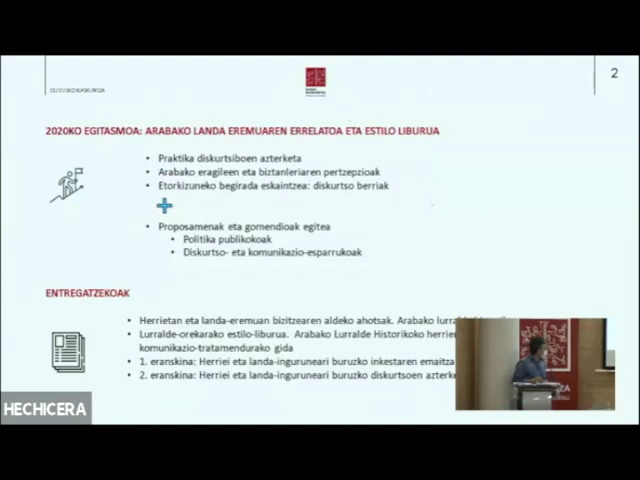 2
EUSKO IKASKUNTZA
2020KO EGITASMOA: ARABAKO LANDA EREMUAREN ERRELATOA ETA ESTILO LIBURUA
• Praktika diskurtsiboen azterketa
• Arabako eragileen eta biztanleriaren pertzepzioak
• Etorkizuneko begirada eskaintzea: diskurtso berriak
• Proposamenak eta gomendioak egitea
• Politika publikokoak
• Diskurtso- eta komunikazio-esparrukoak
ENTREGATZEKOAK
• Herrietan eta landa-eremuan bizitzearen aldeko ahotsak. Arabako
• Lurralde-orekarako estilo-liburua. Arabako Lurralde Historikoko
komunikazio-tratamendurako gida
• 1. eranskina: Herriei eta landa-inguruneari buruzko inkestaren emaitza
• 2. eranskina: Herriei eta landa-inguruneari buruzko diskurtsoen
HECHICERA